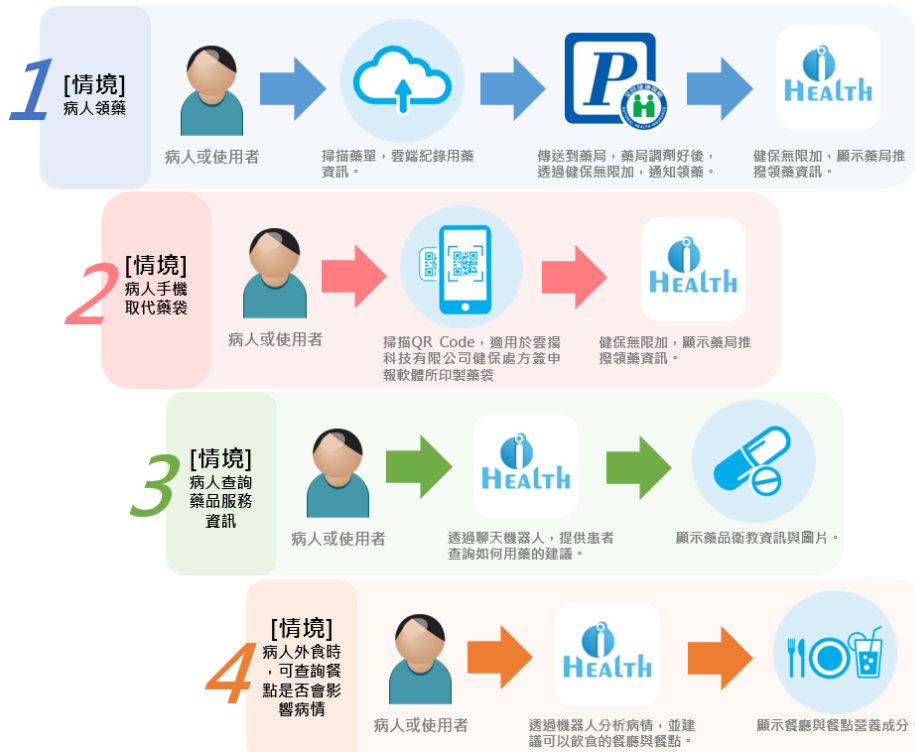 1
[情境]
病人領藥
病人或使用者
掃描藥單，雲端紀錄用藥
資訊。
P
傳送到藥局，藥局調劑好後，
透過健保無限加，通知領藥。
i
HEALTH
健保無限加，顯示藥局推
撥領藥資訊。
2
[情境]
病人手機
取代藥袋
病人或使用者
掃描QR Code，適用於雲揚
科技有限公司健保處方簽申
報軟體所印製藥袋
i
HEALTH
健保無限加，顯示藥局推
撥領藥資訊。
3
[情境]
病人查詢
藥品服務
資訊
病人或使用者
i
HEALTH
透過聊天機器人，提供患者
查詢如何用藥的建議。
顯示藥品衛教資訊與圖片。
4
[情境]
病人外食時
，可查詢餐
點是否會影
響病情
病人或使用者
i
HEALTH
透過機器人分析病情，並建
議可以飲食的餐廳與餐點。
顯示餐廳與餐點營養成分。